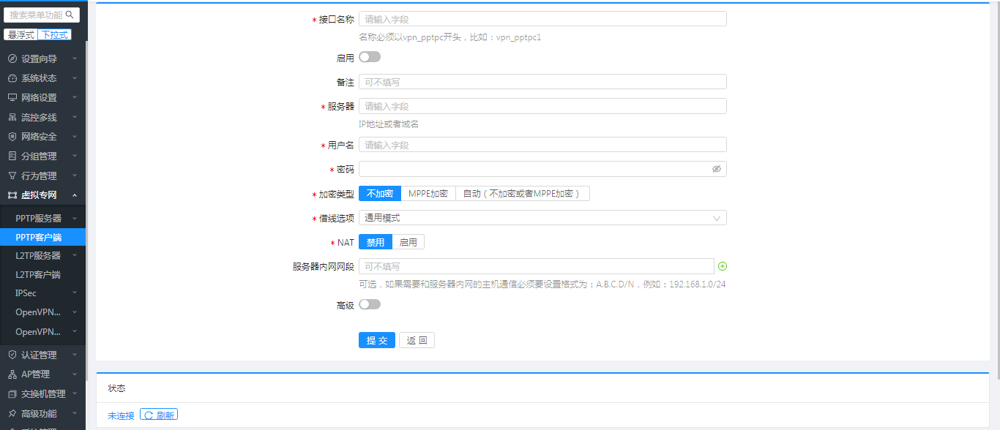 搜索菜单功能
悬浮式 下拉式
设置向导
系统状态
网络设置
流控多线
网络安全
分组管理
行为管理
虚拟专网
PPTP服务器
PPTP客户端
L2TP服务器
L2TP客户端
IPSec
OpenVPN...
OpenVPN...
认证管理
AP管理
交换机管理
高级功能
* 接口名称 请输入字段
名称必须以vpn_pptpc开头，比如：vpn_pptpc1
启用
备注 可不填写
* 服务器 请输入字段
IP地址或者域名
* 用户名 请输入字段
* 密码
* 加密类型 不加密 MPPE加密 自动（不加密或者MPPE加密）
* 借线选项 通用模式
* NAT 禁用 启用
服务器内网网段 可不填写
可选，如果需要和服务器内网的主机通信必须要设置格式为：A.B.C.D/N，例如：192.168.1.0/24
高级
提 交 返 回
状态
未连接 刷新